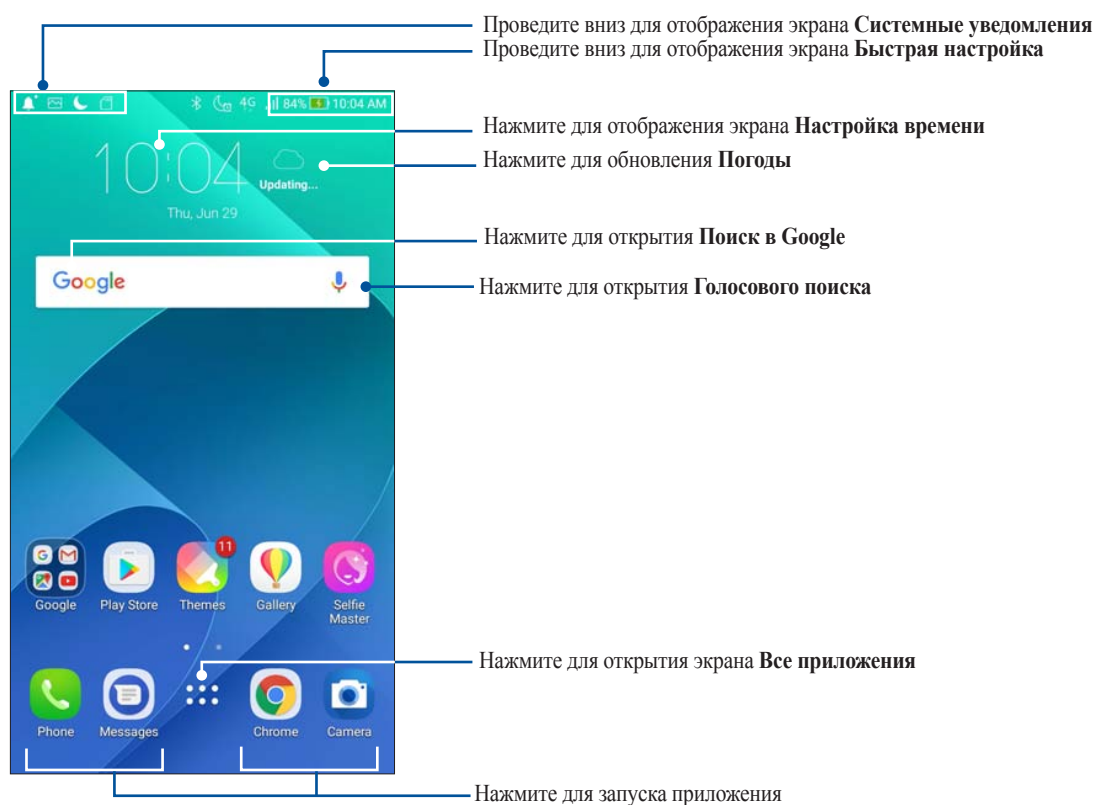 Проведите вниз для отображения экрана Системные уведомления
Проведите вниз для отображения экрана Быстрая настройка
4G 84% 10:04 AM
Нажмите для отображения экрана Настройка времени
10:04
Нажмите для обновления Погоды
Updating...
Thu, Jun 29
Нажмите для открытия Поиск в Google
Google
Нажмите для открытия Голосового поиска
11
Google Play Store Themes Gallery Selfie
Master
Нажмите для открытия экрана Все приложения
Phone Messages Chrome Camera
Нажмите для запуска приложения